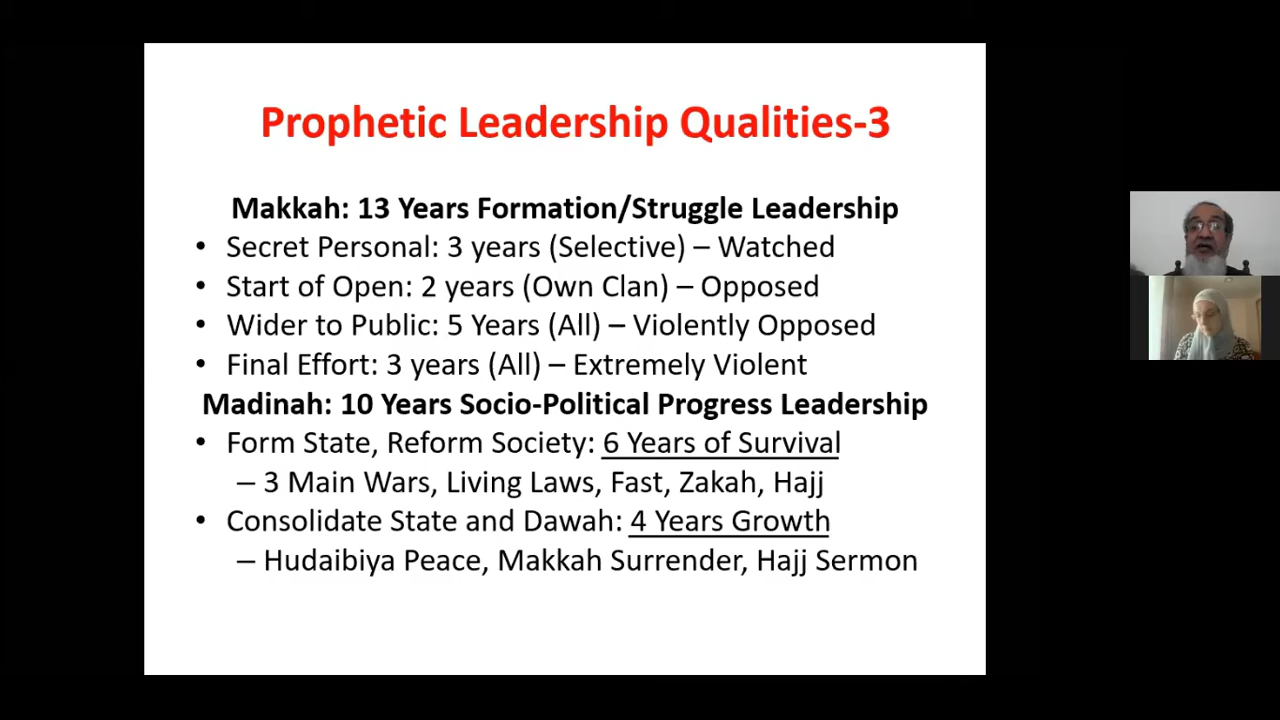 Prophetic Leadership Qualities-3
Makkah: 13 Years Formation/Struggle Leadership
• Secret Personal: 3 years (Selective) – Watched
• Start of Open: 2 years (Own Clan) – Opposed
• Wider to Public: 5 Years (All) – Violently Opposed
• Final Effort: 3 years (All) – Extremely Violent
Madinah: 10 Years Socio-Political Progress Leadership
• Form State, Reform Society: 6 Years of Survival
– 3 Main Wars, Living Laws, Fast, Zakah, Hajj
• Consolidate State and Dawah: 4 Years Growth
– Hudaibiya Peace, Makkah Surrender, Hajj Sermon